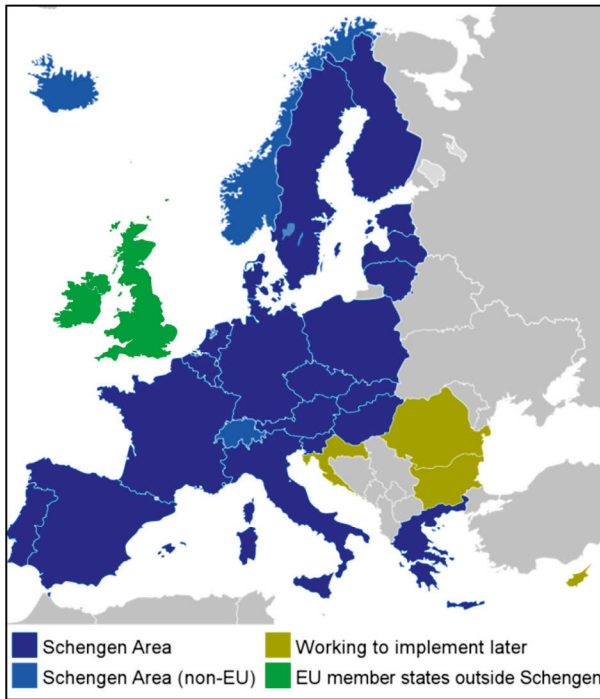 Schengen Area
Working to implement later
Schengen Area (non-EU)
EU member states outside Schengen